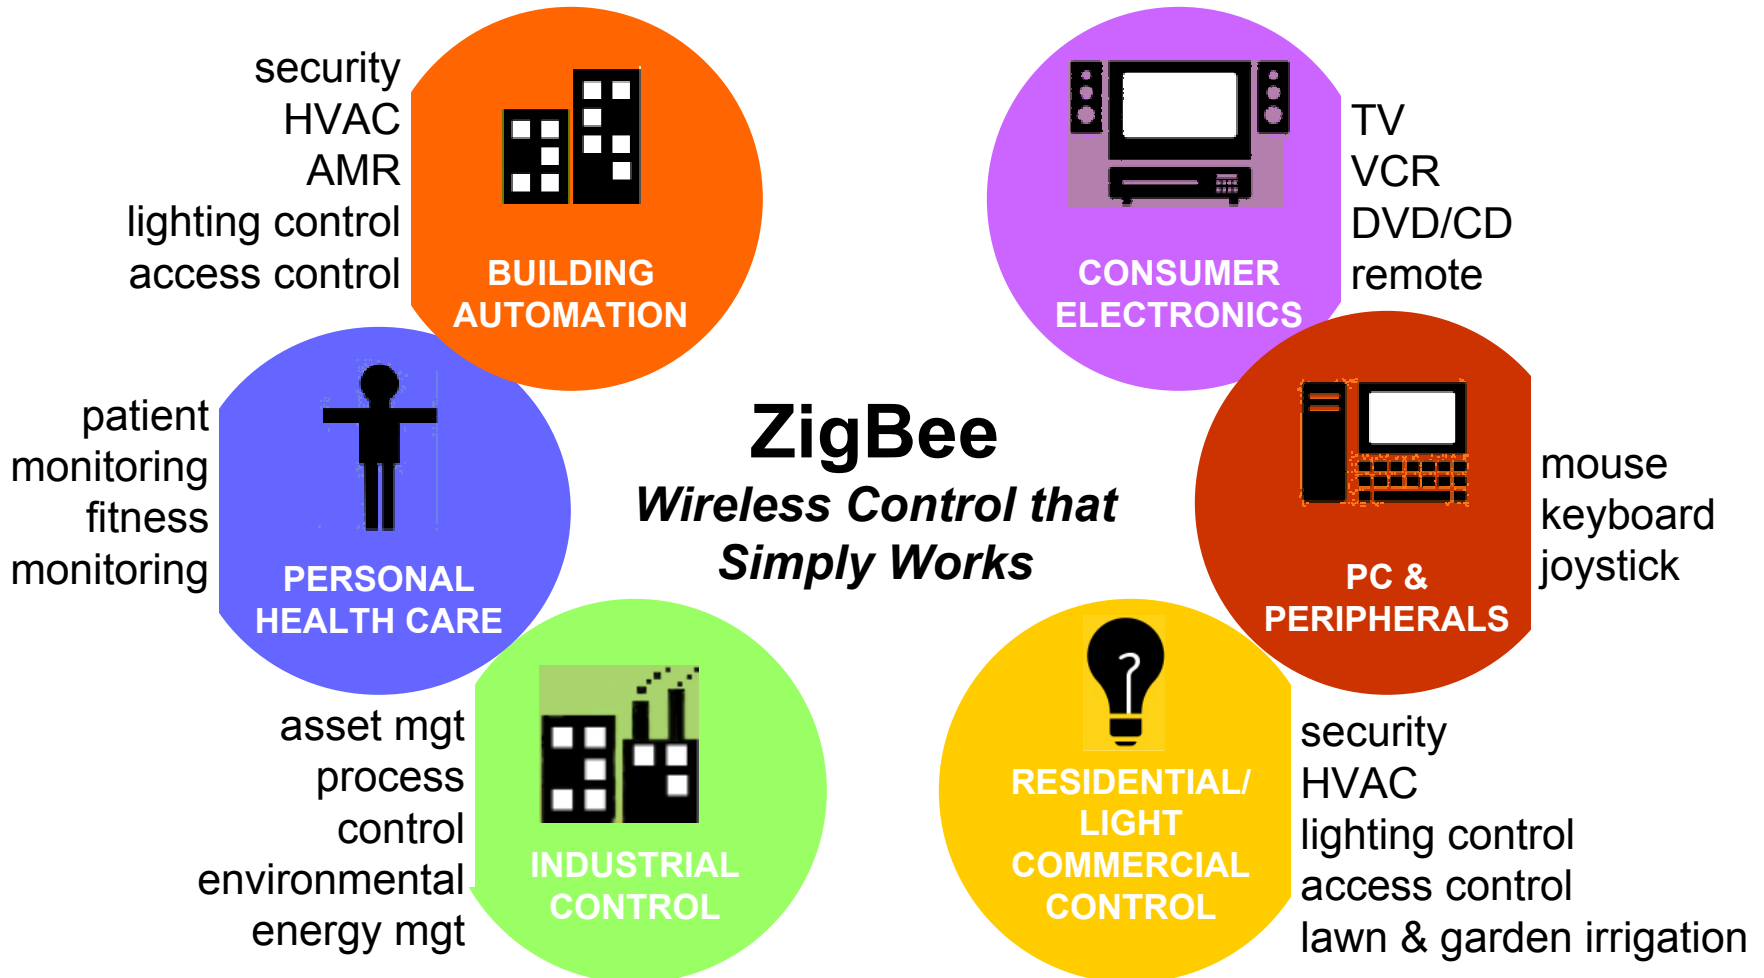 security
HVAC
AMR
lighting control
access control
BUILDING
AUTOMATION
CONSUMER
ELECTRONICS
TV
VCR
DVD/CD
remote
patient
monitoring
fitness
monitoring
PERSONAL
HEALTH CARE
ZigBee
Wireless Control that
Simply Works
PC &
PERIPHERALS
mouse
keyboard
joystick
asset mgt
process
control
environmental
energy mgt
INDUSTRIAL
CONTROL
RESIDENTIAL/
LIGHT
COMMERCIAL
CONTROL
security
HVAC
lighting control
access control
lawn & garden irrigation